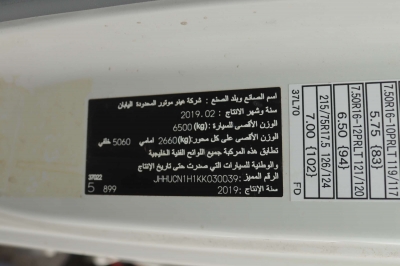 اسم الصانع وبلد الصنع : شركة هينو موتورز المحدودة اليابان
سنة وشهر الانتاج : 2019.02
الوزن الأقصى للسيارة : 6500(kg)
الوزن الأقصى على كل محور: 2660(kg) امامي 5060 خلفي
تطابق هذه المركبة جميع اللوائح الفنية الخليجية
والوطنية للسيارات التي صدرت حتى تاريخ الإنتاج
الرقم المميز: JHHUCN1H1KK030039
سنة الإنتاج: 2019
37022
5 899
7.50R16-10PRLT 119/117
5.75 {83}
7.50R16-12PRLT 121/120
6.50 {94}
215/75R17.5 126/124
7.00 {102}
37L70
FD